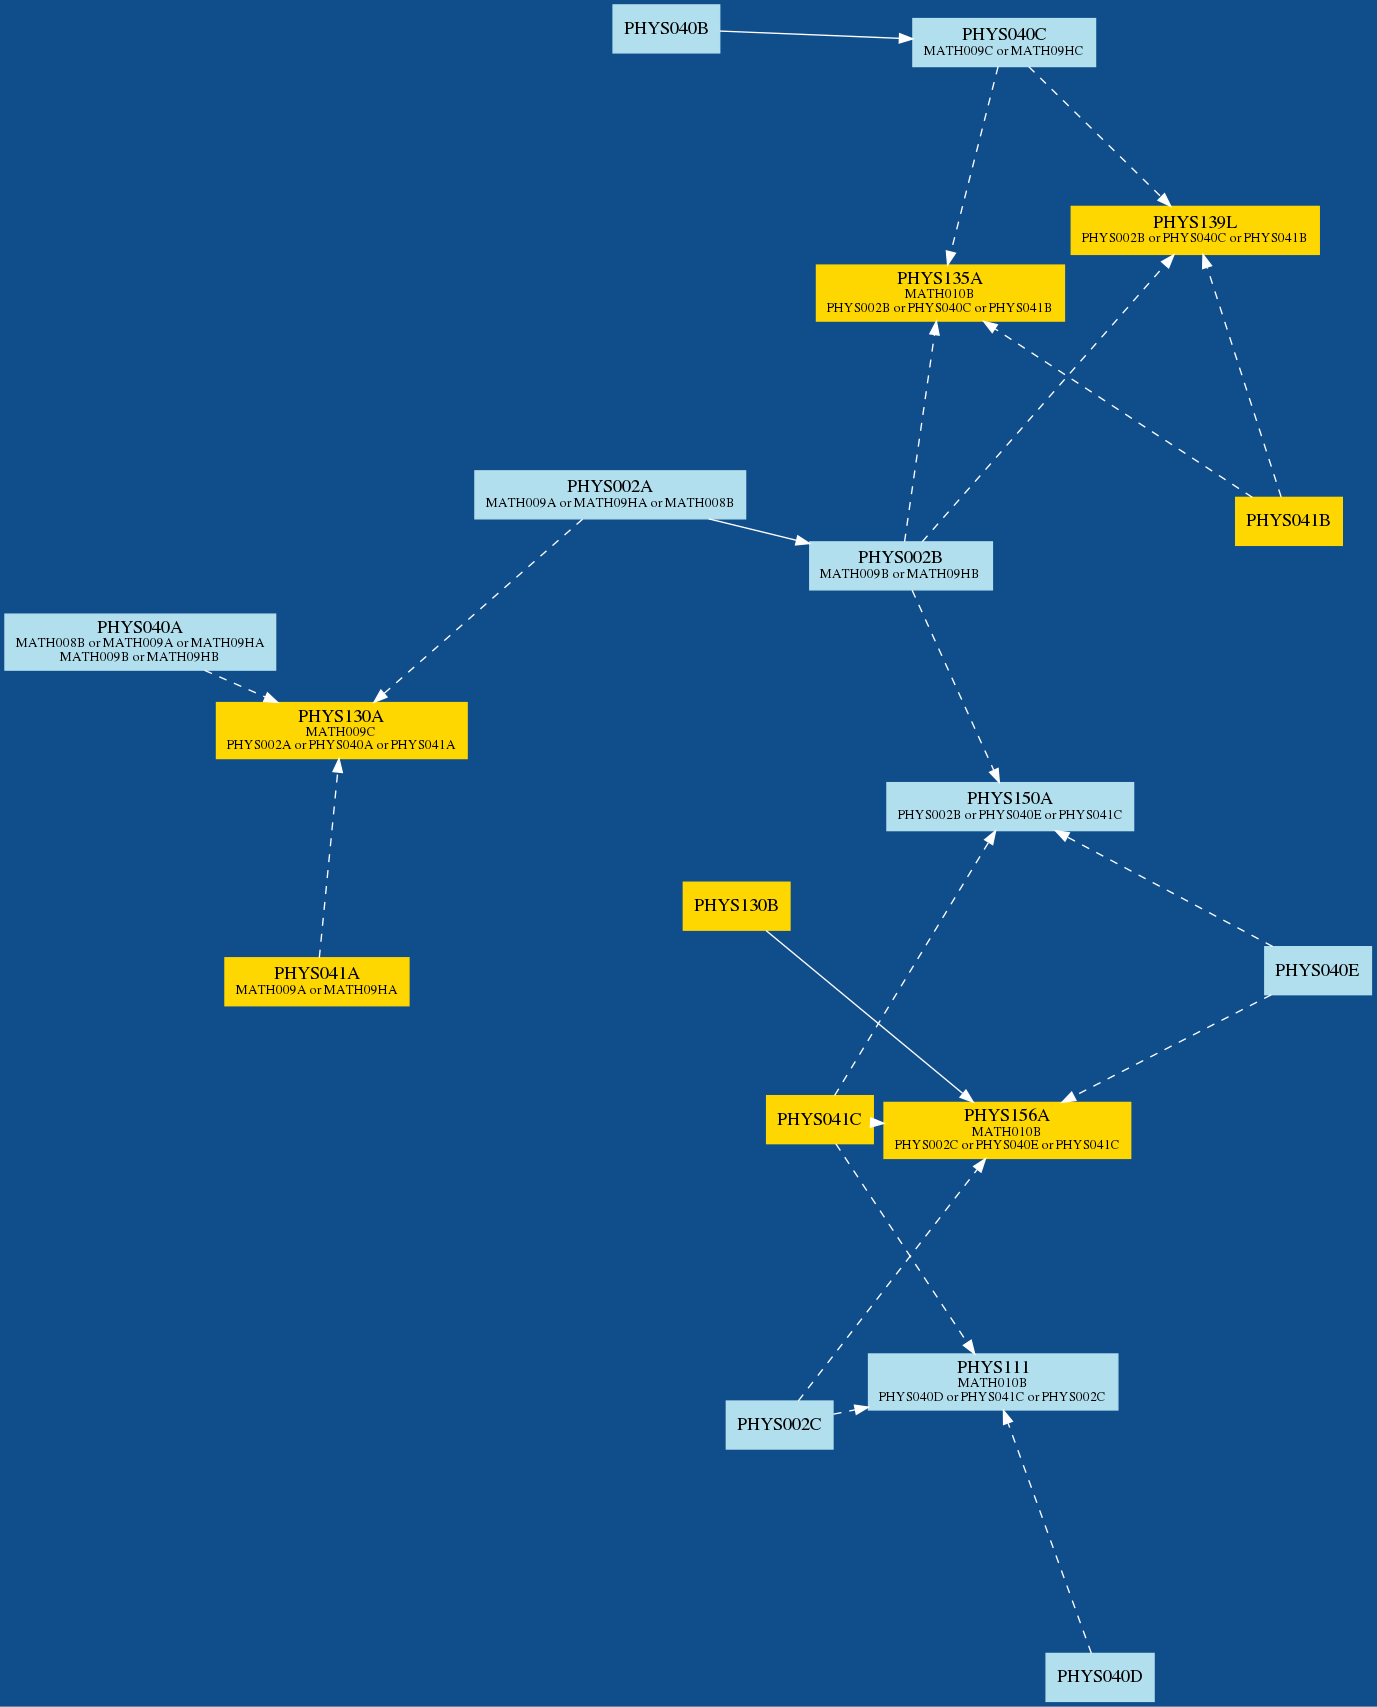 PHYS040B
PHYS040C
MATH009C or MATH09HC
PHYS139L
PHYS002B or PHYS040C or PHYS041B
PHYS135A
MATH010B
PHYS002B or PHYS040C or PHYS041B
PHYS002A
MATH009A or MATH09HA or MATH008B
PHYS041B
PHYS002B
MATH009B or MATH09HB
PHYS040A
MATH008B or MATH009A or MATH09HA
MATH009B or MATH09HB
PHYS130A
MATH009C
PHYS002A or PHYS040A or PHYS041A
PHYS150A
PHYS002B or PHYS040E or PHYS041C
PHYS130B
PHYS041A
MATH009A or MATH09HA
PHYS040E
PHYS041C
PHYS156A
MATH010B
PHYS002C or PHYS040E or PHYS041C
PHYS111
MATH010B
PHYS040D or PHYS041C or PHYS002C
PHYS002C
PHYS040D